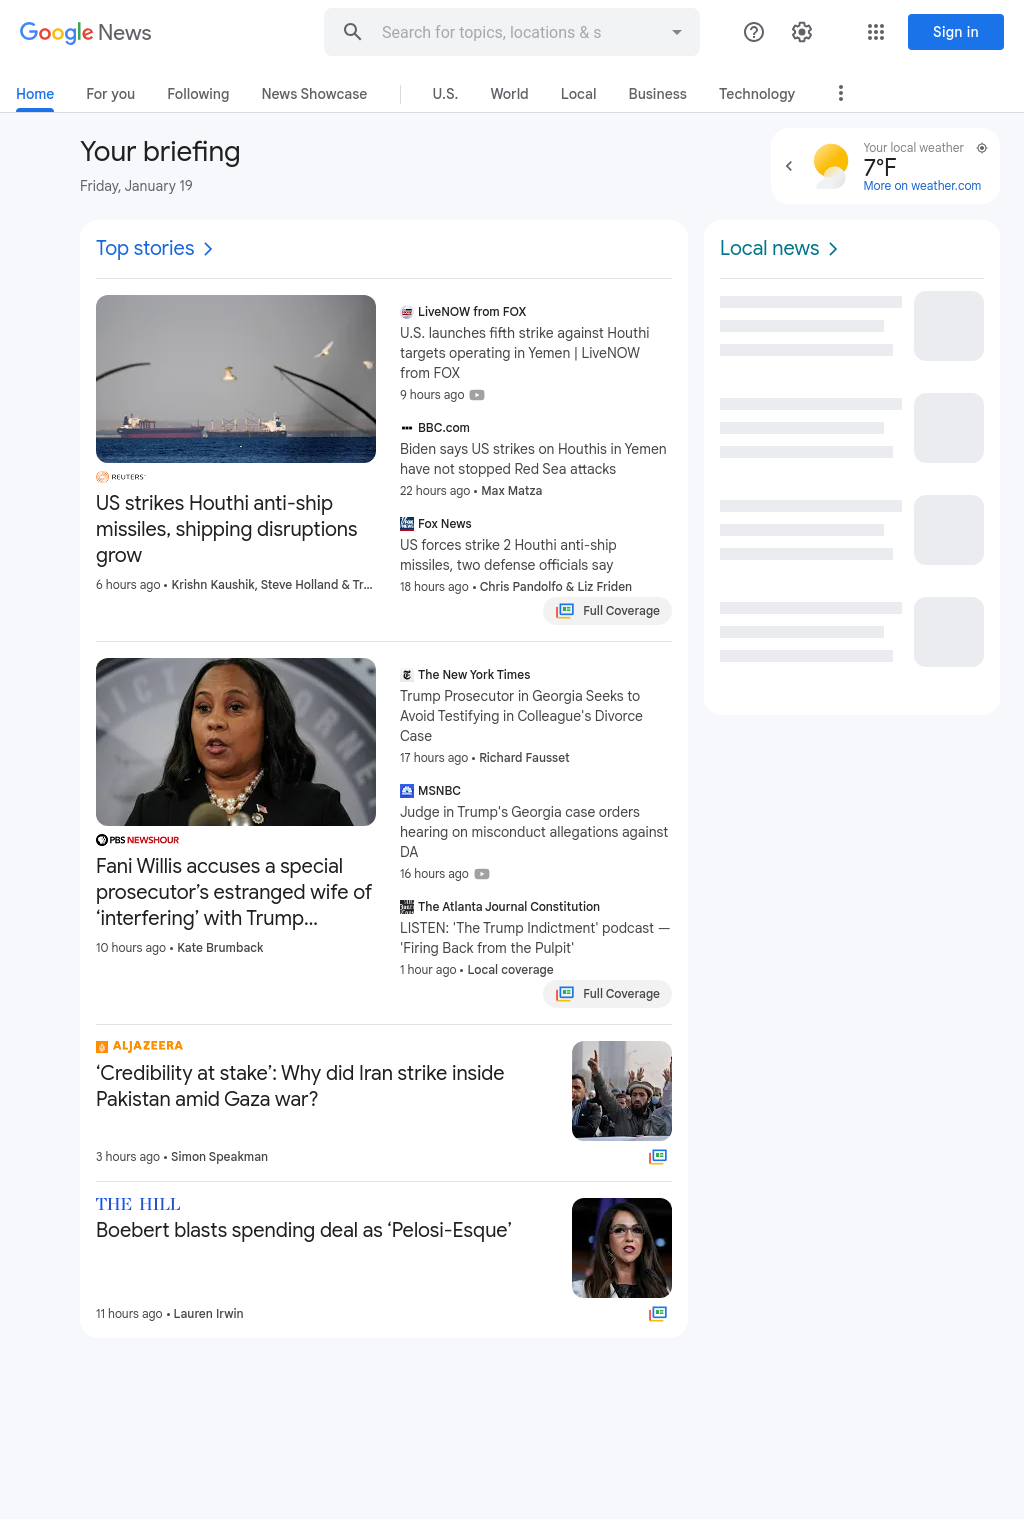 Google News
Search for topics, locations & s
Sign in
Home
For you
Following
News Showcase
U.S.
World
Local
Business
Technology
Your briefing
Friday, January 19
Your local weather
7°F
More on weather.com
Top stories
REUTERS
US strikes Houthi anti-ship
missiles, shipping disruptions
grow
6 hours ago • Krishn Kaushik, Steve Holland & Tr...
LiveNOW from FOX
U.S. launches fifth strike against Houthi
targets operating in Yemen | LiveNOW
from FOX
9 hours ago
BBC.com
Biden says US strikes on Houthis in Yemen
have not stopped Red Sea attacks
22 hours ago • Max Matza
Fox News
US forces strike 2 Houthi anti-ship
missiles, two defense officials say
18 hours ago • Chris Pandolfo & Liz Friden
Full Coverage
PBS NEWSHOUR
Fani Willis accuses a special
prosecutor’s estranged wife of
‘interfering’ with Trump...
10 hours ago • Kate Brumback
The New York Times
Trump Prosecutor in Georgia Seeks to
Avoid Testifying in Colleague's Divorce
Case
17 hours ago • Richard Fausset
MSNBC
Judge in Trump's Georgia case orders
hearing on misconduct allegations against
DA
16 hours ago
The Atlanta Journal Constitution
LISTEN: 'The Trump Indictment' podcast —
'Firing Back from the Pulpit'
1 hour ago • Local coverage
Full Coverage
ALJAZEERA
‘Credibility at stake’: Why did Iran strike inside
Pakistan amid Gaza war?
3 hours ago • Simon Speakman
THE HILL
Boebert blasts spending deal as ‘Pelosi-Esque’
11 hours ago • Lauren Irwin
Local news